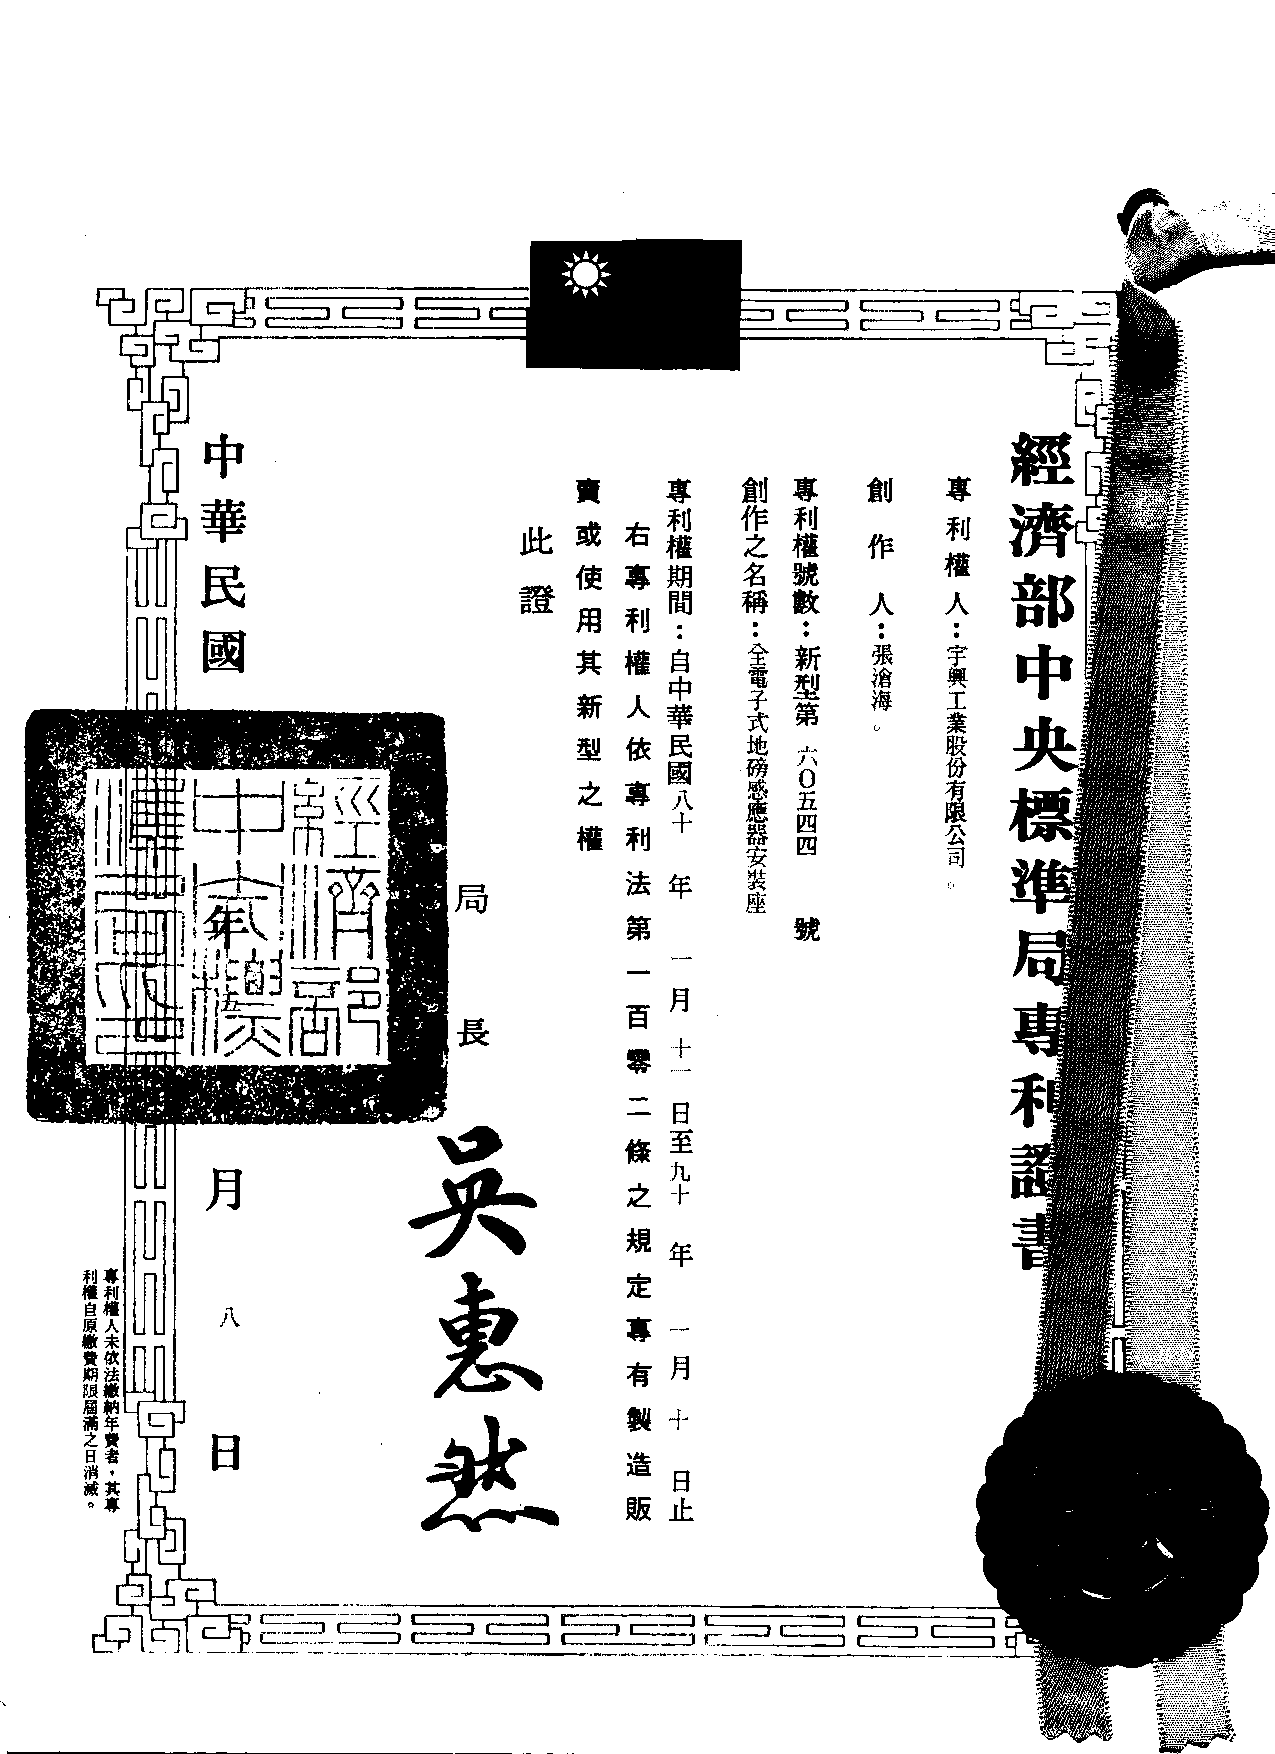 經濟部中央標準局專利證書
專利權人：宇興工業股份有限公司。
創作人：張滄海。
專利權號數：新型第六０五四四號
創作之名稱：全電子式地磅感應器安裝座
專利權期間：自中華民國八十年一月十一日至九十年一月十日止
右專利權人依專利法第一百零二條之規定專有製造販
賣或使用其新型之權
此證
局長
吳惠然
中華民國年五月八日
專利權人未依法繳納年費者，其專
利權自原繳費期限屆滿之日消滅。